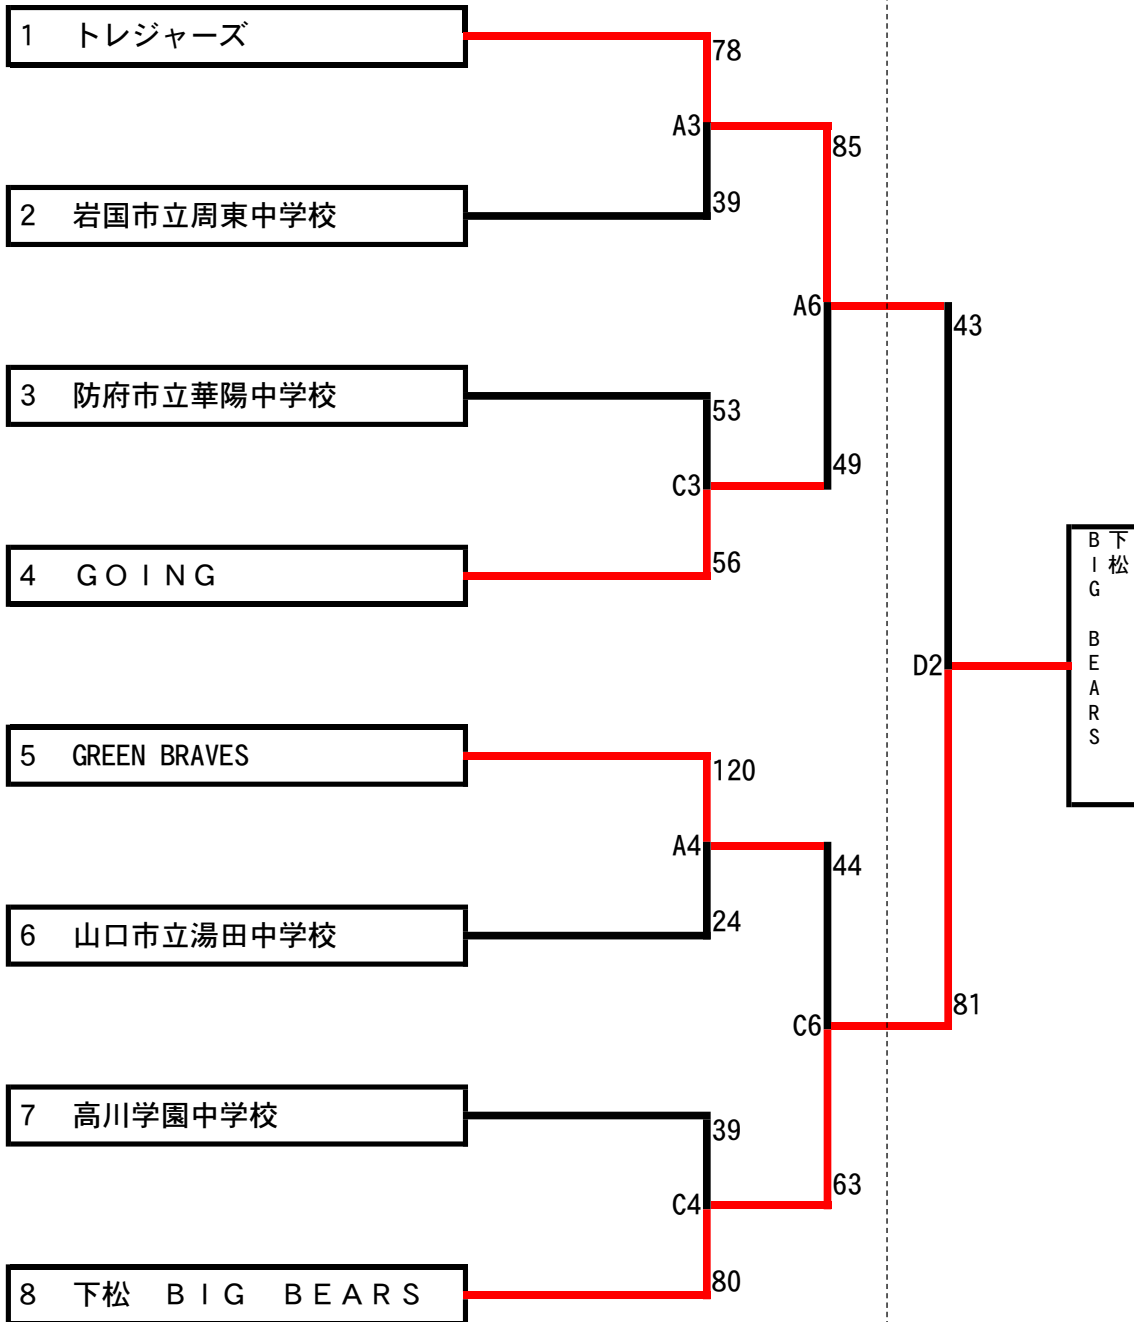 1 トレジャーズ
78
A3
85
2 岩国市立周東中学校
39
A6
43
3 防府市立華陽中学校
53
49
C3
4 ＧＯＩＮＧ
56
下松
ＢＩＧ ＢＥＡＲＳ
D2
5 GREEN BRAVES
120
A4
44
6 山口市立湯田中学校
24
81
C6
7 高川学園中学校
39
63
C4
8 下松 ＢＩＧ ＢＥＡＲＳ
80